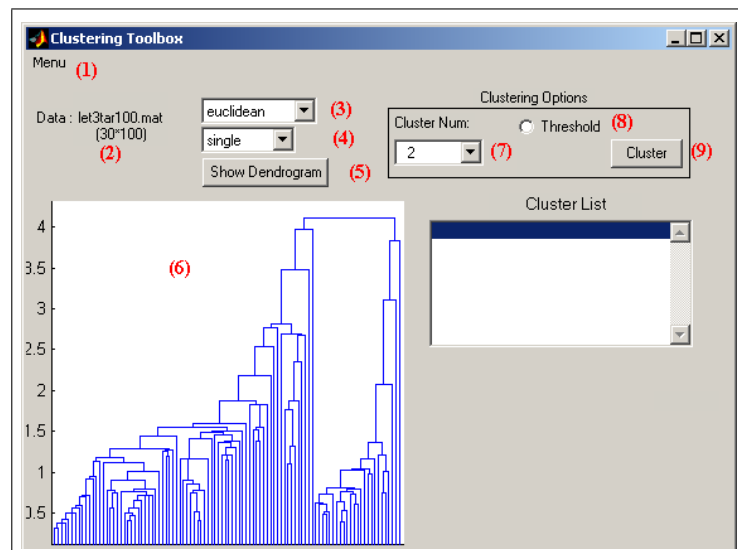 Clustering Toolbox
Menu (1)
Clustering Options
Data : let3tar100.mat
(30*100)
(2)
euclidean (3)
single (4)
Show Dendrogram (5)
Cluster Num:
Threshold (8)
2 (7)
Cluster (9)
Cluster List
(6)
4
3.5
3
2.5
2
1.5
1
0.5